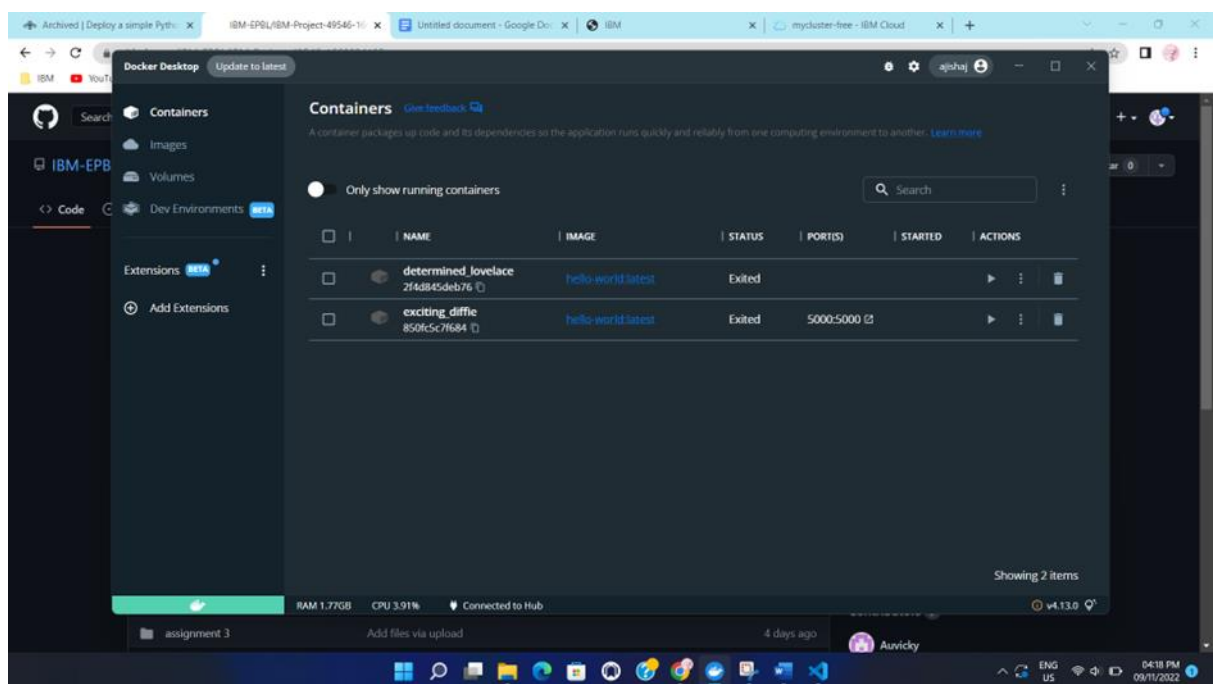 Archived | Deploy a simple Pytho
IBM-EPBL/IBM-Project-49546-16
Untitled document - Google Doc
IBM
mycluster-free - IBM Cloud
IBM
YouTu
Docker Desktop Update to latest ajishaj
Search
IBM-EPB
<> Code
ar 0
Containers
Images
Volumes
Dev Environments BETA
Extensions BETA
Add Extensions
Containers Give feedback
A container packages up code and its dependencies so the application runs quickly and reliably from one computing environment to another. Learn more
Only show running containers Search
NAME IMAGE STATUS PORT(S) STARTED ACTIONS
determined_lovelace hello-world:latest Exited
2f4d845deb76
exciting_diffie hello-world:latest Exited 5000:5000
850fc5c7f684
Showing 2 items
RAM 1.77GB CPU 3.91% Connected to Hub v4.13.0
assignment 3 Add files via upload 4 days ago
Auvicky
ENG
US
04:18 PM
09/11/2022
1